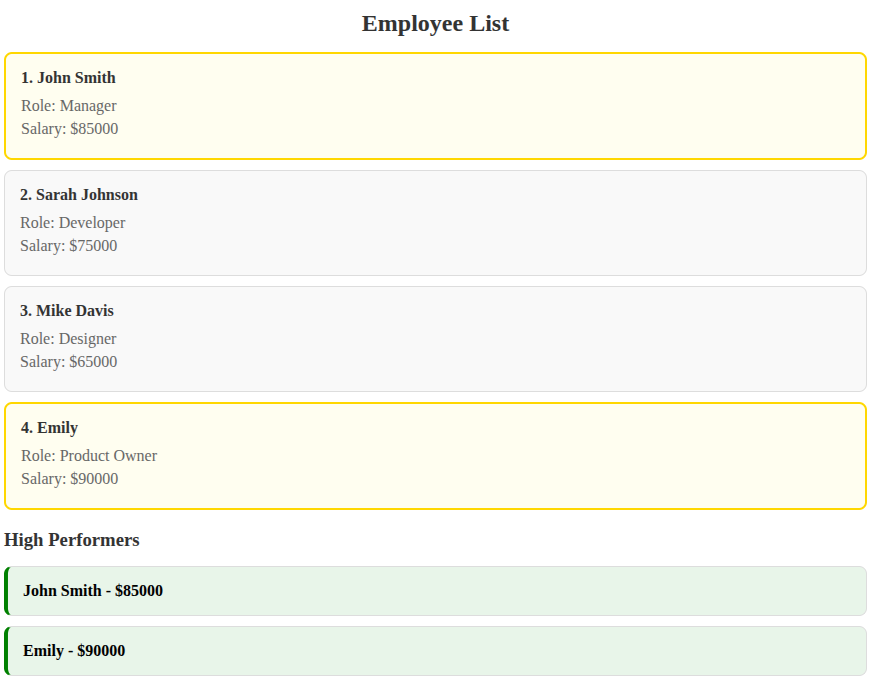 Employee List
1. John Smith
Role: Manager
Salary: $85000
2. Sarah Johnson
Role: Developer
Salary: $75000
3. Mike Davis
Role: Designer
Salary: $65000
4. Emily
Role: Product Owner
Salary: $90000
High Performers
John Smith - $85000
Emily - $90000